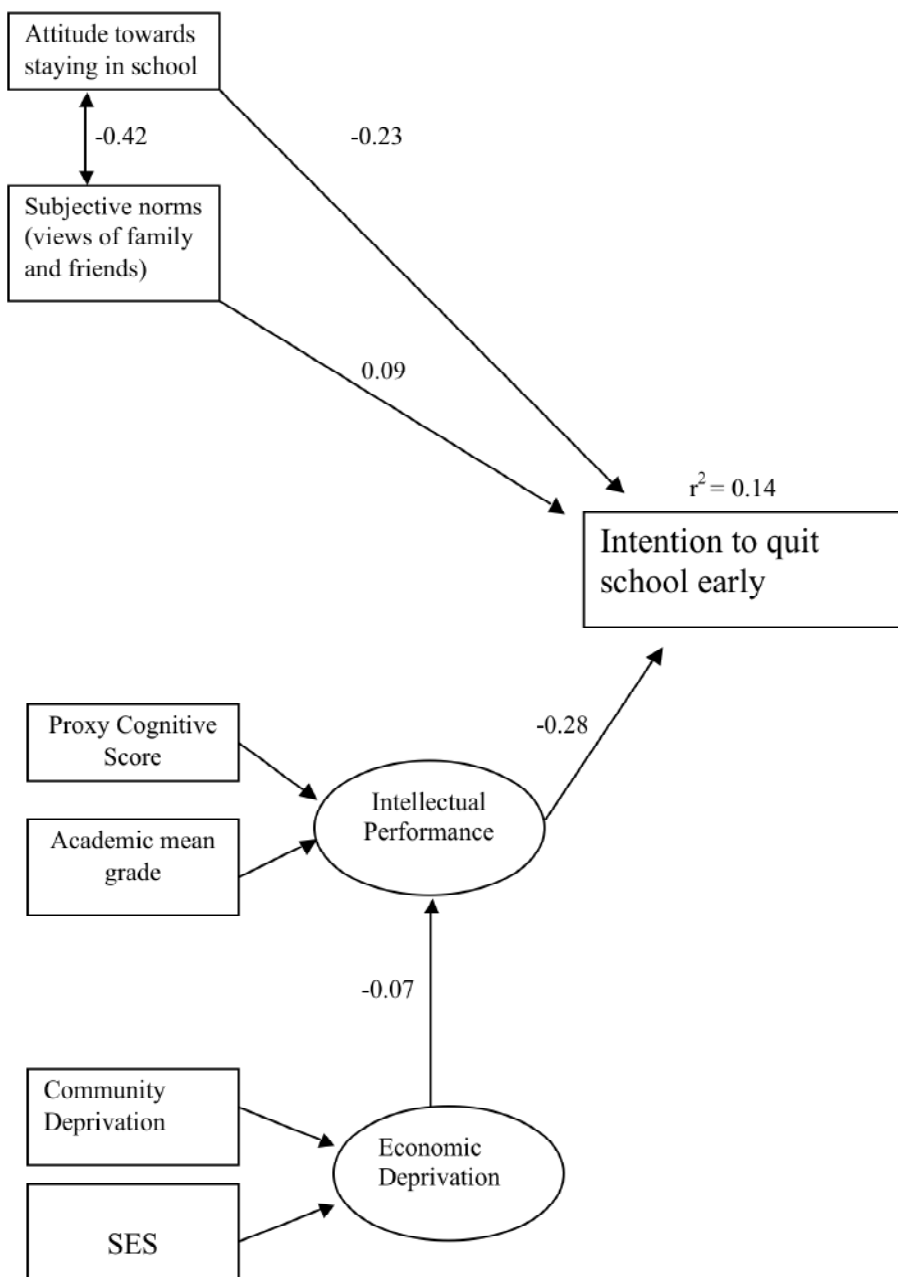 Attitude towards
staying in school
-0.42
-0.23
Subjective norms
(views of family
and friends)
0.09
r² = 0.14
Intention to quit
school early
Proxy Cognitive
Score
-0.28
Intellectual
Performance
Academic mean
grade
-0.07
Community
Deprivation
Economic
Deprivation
SES